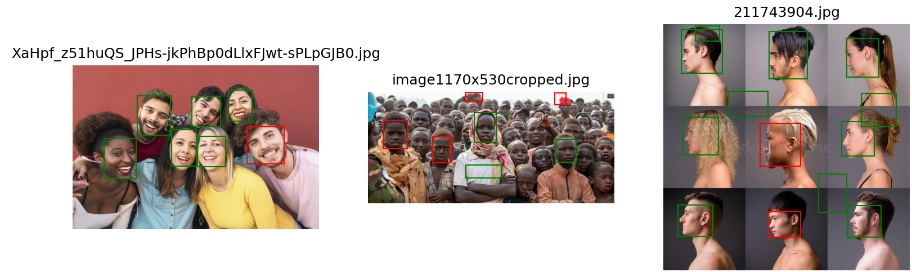 XaHpf_z51huQS_JPHs-jkPhBp0dLlxFJwt-sPLpGJB0.jpg
image1170x530cropped.jpg
211743904.jpg